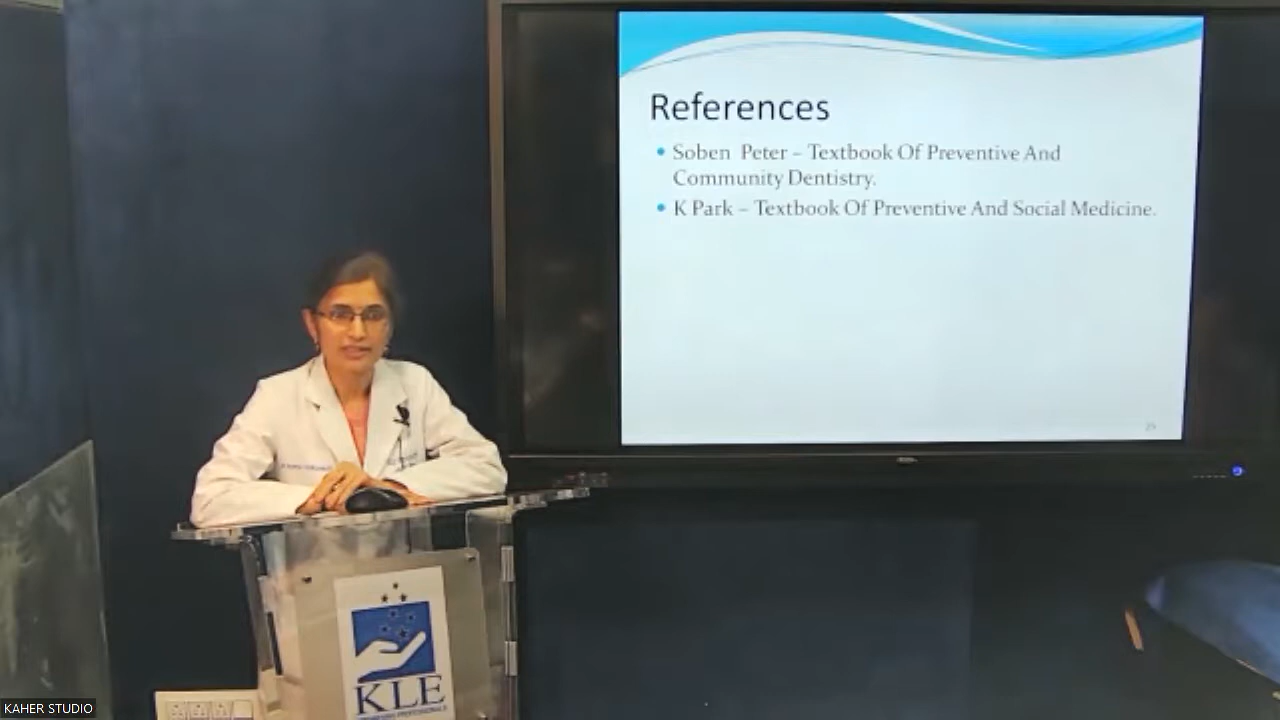 References
• Soben Peter – Textbook Of Preventive And
Community Dentistry.
• K Park – Textbook Of Preventive And Social Medicine.
KLE
KAHER STUDIO